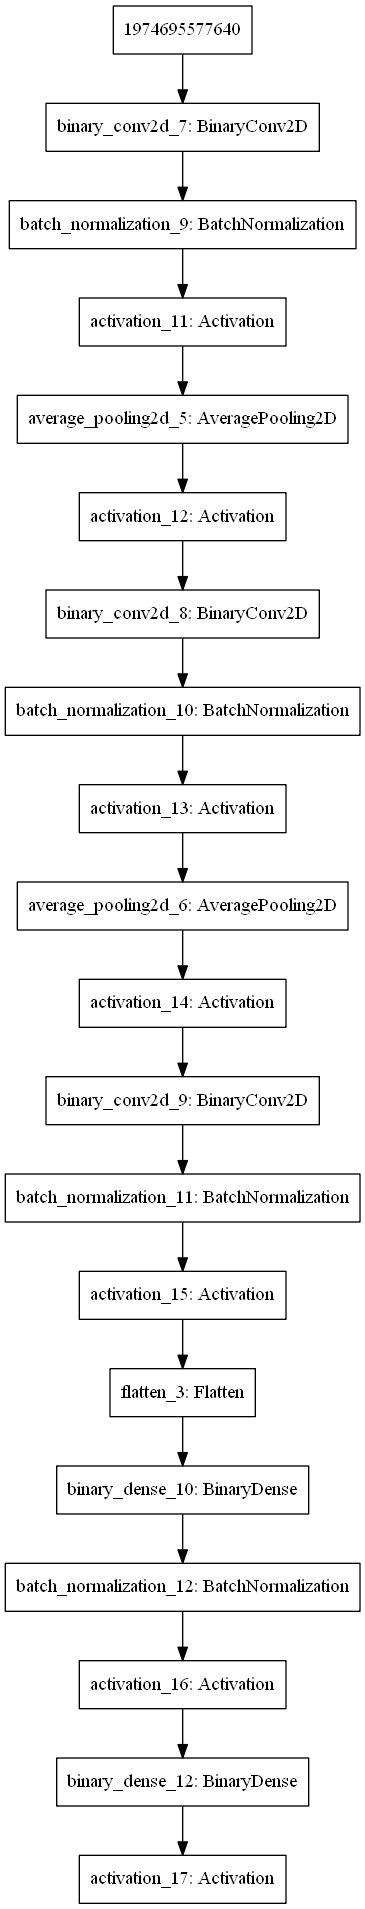 1974695577640
binary_conv2d_7: BinaryConv2D
batch_normalization_9: BatchNormalization
activation_11: Activation
average_pooling2d_5: AveragePooling2D
activation_12: Activation
binary_conv2d_8: BinaryConv2D
batch_normalization_10: BatchNormalization
activation_13: Activation
average_pooling2d_6: AveragePooling2D
activation_14: Activation
binary_conv2d_9: BinaryConv2D
batch_normalization_11: BatchNormalization
activation_15: Activation
flatten_3: Flatten
binary_dense_10: BinaryDense
batch_normalization_12: BatchNormalization
activation_16: Activation
binary_dense_12: BinaryDense
activation_17: Activation